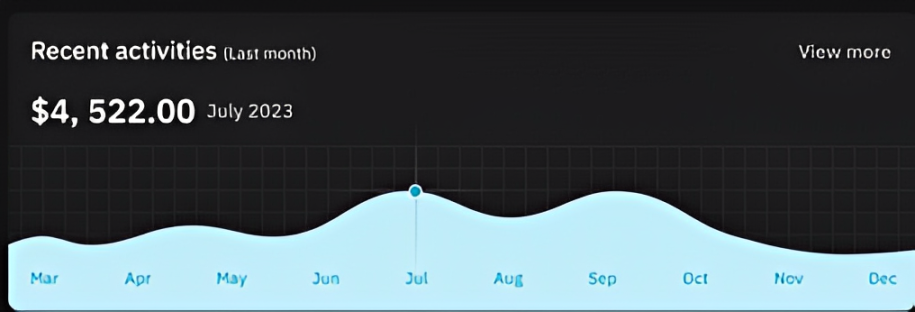 Recent activities (Last month) View more
$4, 522.00 July 2023
Mar Apr May Jun Jul Aug Sep Oct Nov Dec